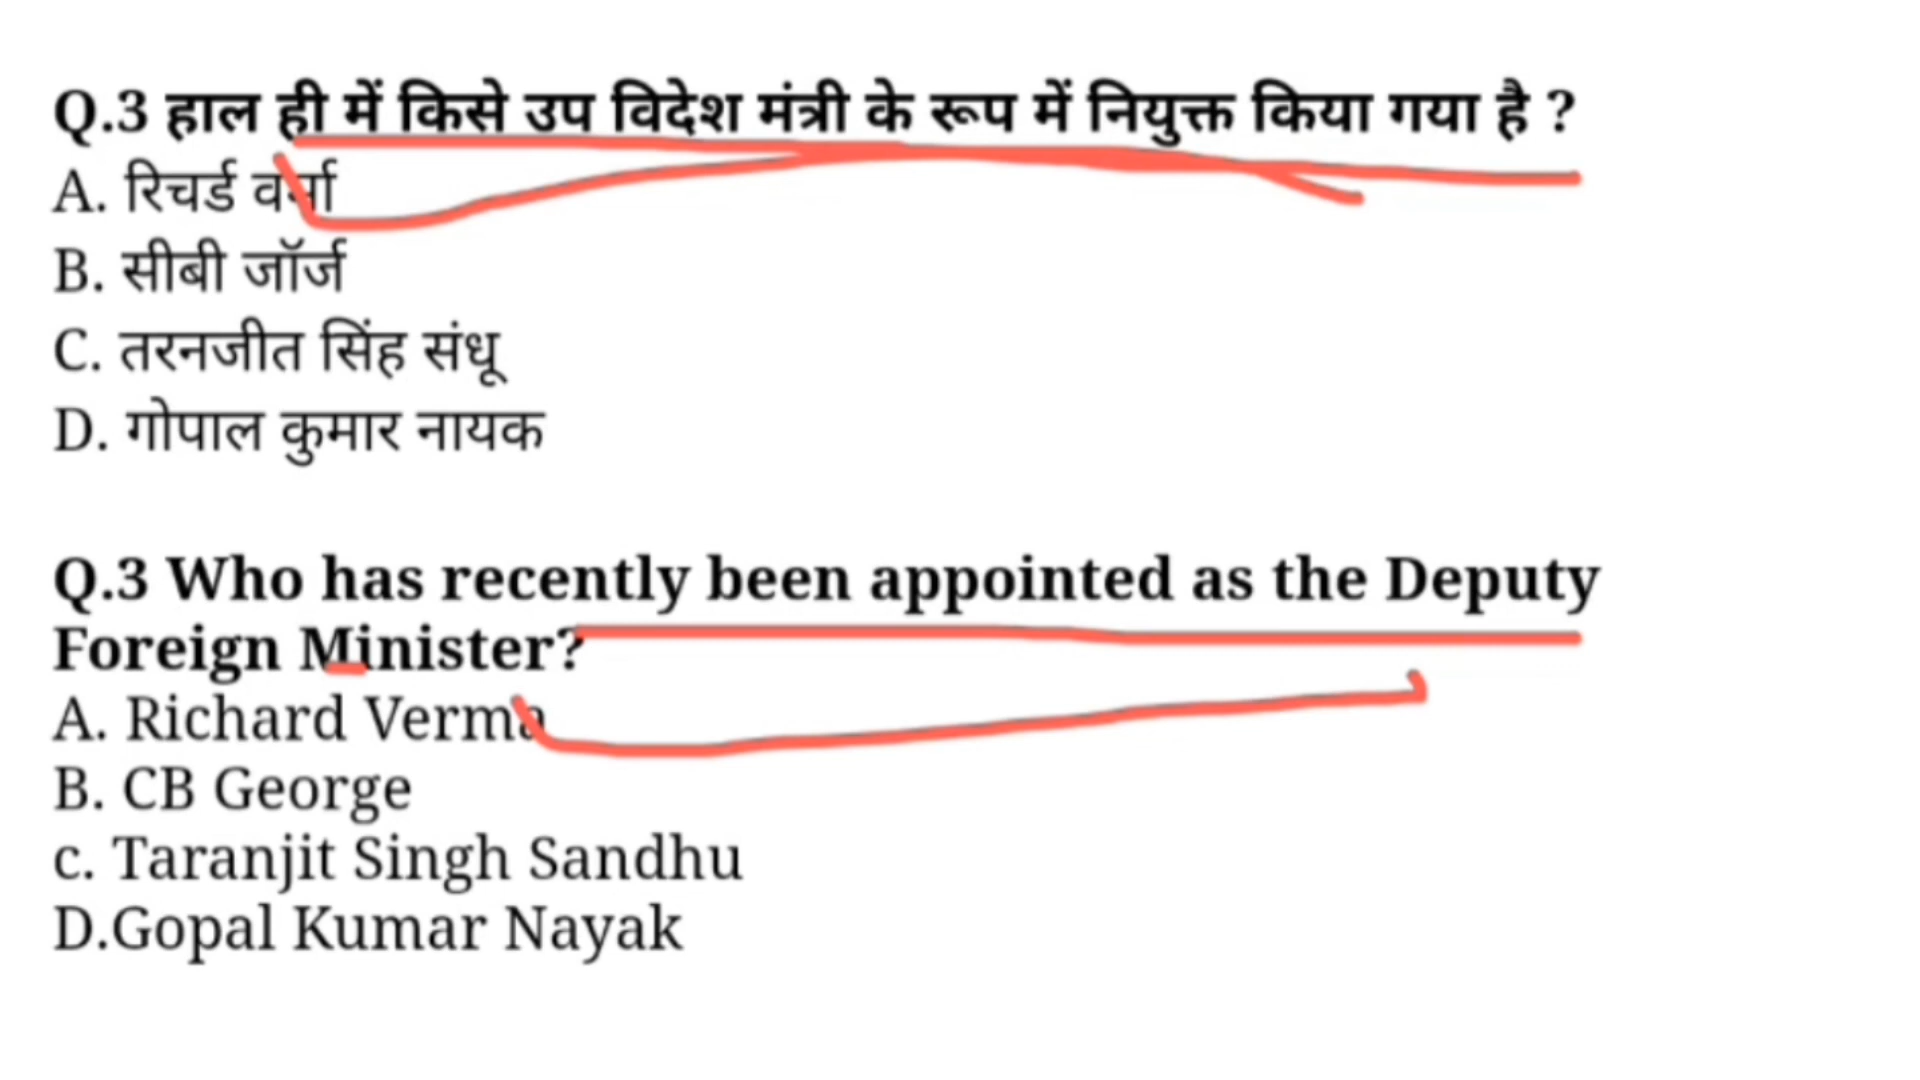 Q.3 हाल ही में किसे उप विदेश मंत्री के रूप में नियुक्त किया गया है ?
A. रिचर्ड वर्मा
B. सीबी जॉर्ज
C. तरनजीत सिंह संधू
D. गोपाल कुमार नायक
Q.3 Who has recently been appointed as the Deputy
Foreign Minister?
A. Richard Verma
B. CB George
c. Taranjit Singh Sandhu
D.Gopal Kumar Nayak